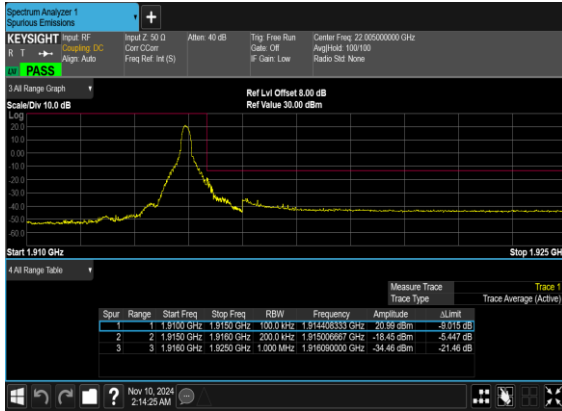 Spectrum Analyzer 1
Spurious Emissions
KEYSIGHT Input: RF Input Z: 50 Ω Atten: 40 dB Trig: Free Run Center Freq: 22.005000000 GHz
R T Coupling: DC Corr CCorr Gate: Off Avg|Hold: 100/100
Align: Auto Freq Ref: Int (S) IF Gain: Low Radio Std: None
PASS
3 All Range Graph
Ref Lvl Offset 8.00 dB
Scale/Div 10.0 dB Ref Value 30.00 dBm
Log
20.0
10.0
0.00
-10.0
-20.0
-30.0
-40.0
-50.0
-60.0
Start 1.910 GHz Stop 1.925 GH
4 All Range Table
Measure Trace Trace 1
Trace Type Trace Average (Active)
Spur Range Start Freq Stop Freq RBW Frequency Amplitude ΔLimit
1 1 1.9100 GHz 1.9150 GHz 100.0 kHz 1.914408333 GHz 20.99 dBm -9.015 dB
2 2 1.9150 GHz 1.9160 GHz 200.0 kHz 1.915006667 GHz -18.45 dBm -5.447 dB
3 3 1.9160 GHz 1.9250 GHz 1.000 MHz 1.916090000 GHz -34.46 dBm -21.46 dB
Nov 10, 2024
2:14:25 AM